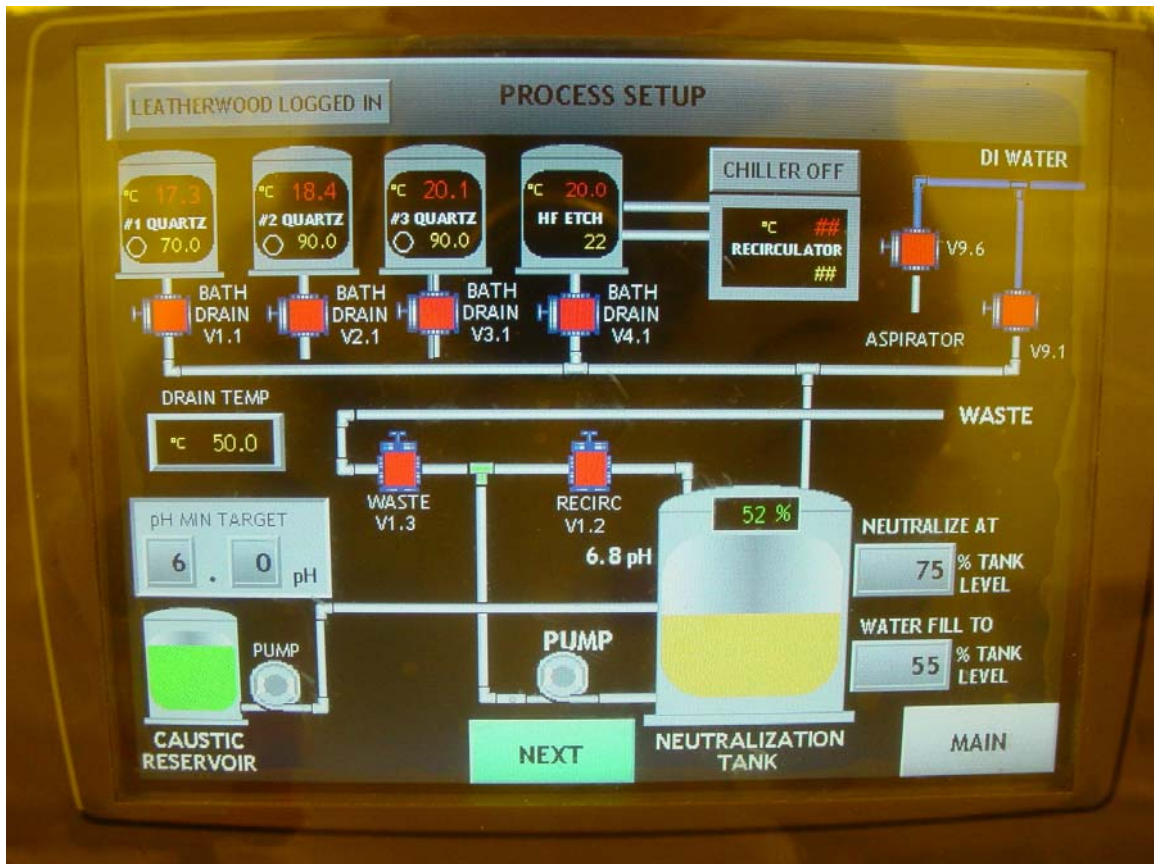 LEATHERWOOD LOGGED IN
PROCESS SETUP
°C 17.3
#1 QUARTZ
70.0
°C 18.4
#2 QUARTZ
90.0
°C 20.1
#3 QUARTZ
90.0
°C 20.0
HF ETCH
22
CHILLER OFF
°C ##
RECIRCULATOR
##
DI WATER
V9.6
ASPIRATOR
V9.1
BATH
DRAIN
V1.1
BATH
DRAIN
V2.1
BATH
DRAIN
V3.1
BATH
DRAIN
V4.1
DRAIN TEMP
°C 50.0
WASTE
WASTE
V1.3
RECIRC
V1.2
pH MIN TARGET
6 . 0 pH
6.8 pH
52 %
NEUTRALIZE AT
75 % TANK
LEVEL
WATER FILL TO
55 % TANK
LEVEL
PUMP
PUMP
CAUSTIC
RESERVOIR
NEXT
NEUTRALIZATION
TANK
MAIN